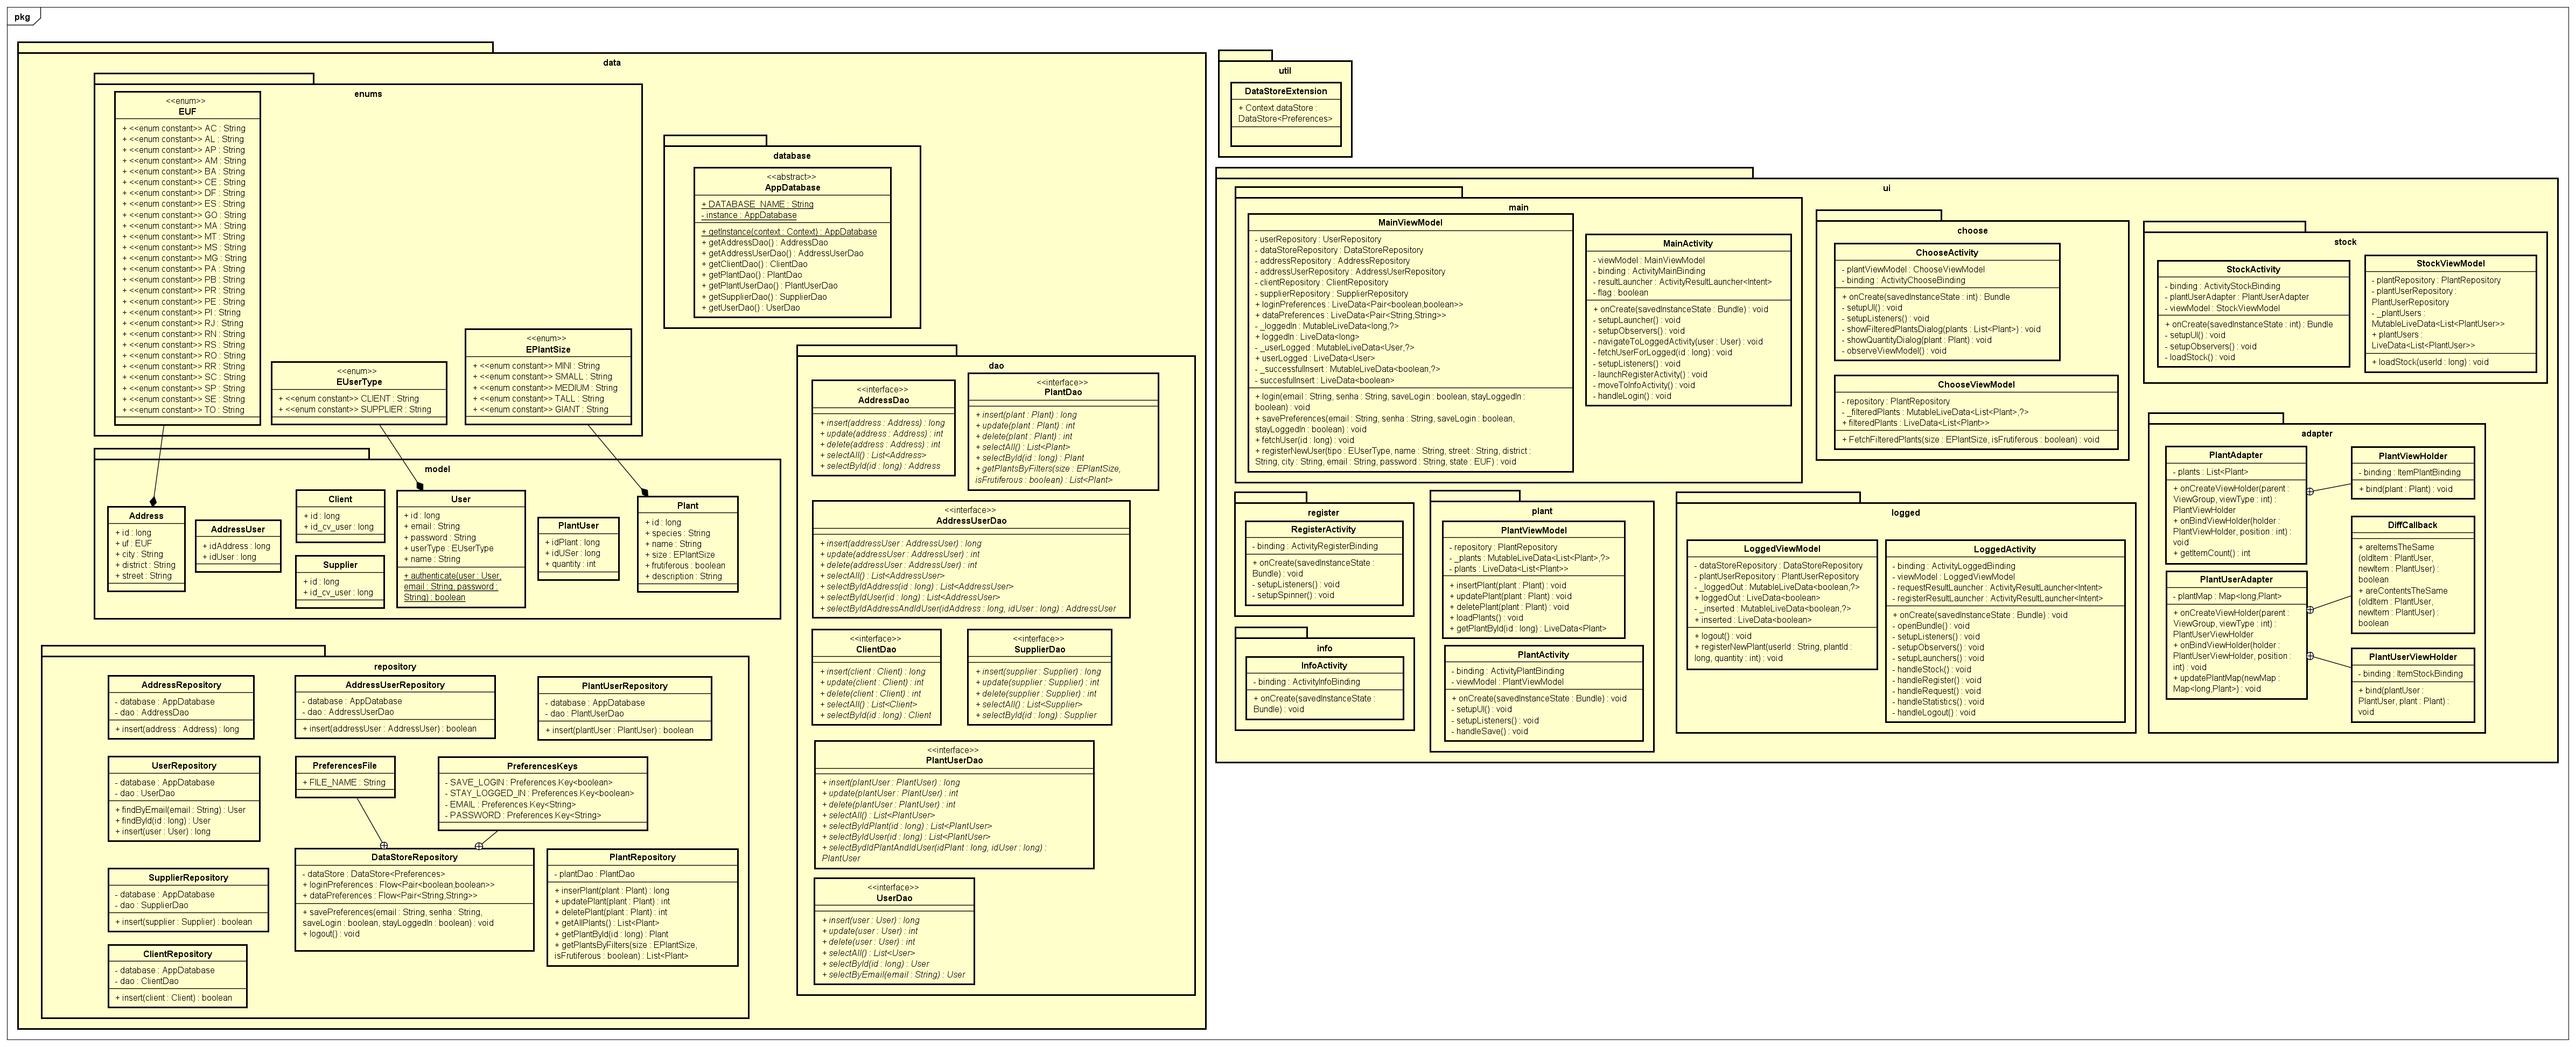 pkg
data
enums
<<enum>>
EUF
+ <<enum constant>> AC : String
+ <<enum constant>> AL : String
+ <<enum constant>> AP : String
+ <<enum constant>> AM : String
+ <<enum constant>> BA : String
+ <<enum constant>> CE : String
+ <<enum constant>> DF : String
+ <<enum constant>> ES : String
+ <<enum constant>> GO : String
+ <<enum constant>> MA : String
+ <<enum constant>> MT : String
+ <<enum constant>> MS : String
+ <<enum constant>> MG : String
+ <<enum constant>> PA : String
+ <<enum constant>> PB : String
+ <<enum constant>> PR : String
+ <<enum constant>> PE : String
+ <<enum constant>> PI : String
+ <<enum constant>> RJ : String
+ <<enum constant>> RN : String
+ <<enum constant>> RS : String
+ <<enum constant>> RO : String
+ <<enum constant>> RR : String
+ <<enum constant>> SC : String
+ <<enum constant>> SP : String
+ <<enum constant>> SE : String
+ <<enum constant>> TO : String
<<enum>>
EUserType
+ <<enum constant>> CLIENT : String
+ <<enum constant>> SUPPLIER : String
<<enum>>
EPlantSize
+ <<enum constant>> MINI : String
+ <<enum constant>> SMALL : String
+ <<enum constant>> MEDIUM : String
+ <<enum constant>> TALL : String
+ <<enum constant>> GIANT : String
database
<<abstract>>
AppDatabase
+ DATABASE_NAME : String
- instance : AppDatabase
+ getInstance(context : Context) : AppDatabase
+ getAddressDao() : AddressDao
+ getAddressUserDao() : AddressUserDao
+ getClientDao() : ClientDao
+ getPlantDao() : PlantDao
+ getPlantUserDao() : PlantUserDao
+ getSupplierDao() : SupplierDao
+ getUserDao() : UserDao
model
Address
+ id : long
+ uf : EUF
+ city : String
+ district : String
+ street : String
AddressUser
+ idAddress : long
+ idUser : long
Client
+ id : long
+ id_cv_user : long
Supplier
+ id : long
+ id_cv_user : long
User
+ id : long
+ email : String
+ password : String
+ userType : EUserType
+ name : String
+ authenticate(user : User,
email : String, password :
String) : boolean
PlantUser
+ idPlant : long
+ idUSer : long
+ quantity : int
Plant
+ id : long
+ species : String
+ name : String
+ size : EPlantSize
+ frutiferous : boolean
+ description : String
repository
AddressRepository
- database : AppDatabase
- dao : AddressDao
+ insert(address : Address) : long
AddressUserRepository
- database : AppDatabase
- dao : AddressUserDao
+ insert(addressUser : AddressUser) : boolean
PlantUserRepository
- database : AppDatabase
- dao : PlantUserDao
+ insert(plantUser : PlantUser) : boolean
UserRepository
- database : AppDatabase
- dao : UserDao
+ findByEmail(email : String) : User
+ findById(id : long) : User
+ insert(user : User) : long
PreferencesFile
+ FILE_NAME : String
PreferencesKeys
- SAVE_LOGIN : Preferences.Key<boolean>
- STAY_LOGGED_IN : Preferences.Key<boolean>
- EMAIL : Preferences.Key<String>
- PASSWORD : Preferences.Key<String>
SupplierRepository
- database : AppDatabase
- dao : SupplierDao
+ insert(supplier : Supplier) : boolean
DataStoreRepository
- dataStore : DataStore<Preferences>
+ loginPreferences : Flow<Pair<boolean,boolean>>
+ dataPreferences : Flow<Pair<String,String>>
+ savePreferences(email : String, senha : String,
saveLogin : boolean, stayLoggedIn : boolean) : void
+ logout() : void
PlantRepository
- plantDao : PlantDao
+ inserPlant(plant : Plant) : long
+ updatePlant(plant : Plant) : int
+ deletePlant(plant : Plant) : int
+ getAllPlants() : List<Plant>
+ getPlantById(id : long) : Plant
+ getPlantsByFilters(size : EPlantSize,
isFrutiferous : boolean) : List<Plant>
ClientRepository
- database : AppDatabase
- dao : ClientDao
+ insert(client : Client) : boolean
dao
<<interface>>
AddressDao
+ insert(address : Address) : long
+ update(address : Address) : int
+ delete(address : Address) : int
+ selectAll() : List<Address>
+ selectById(id : long) : Address
<<interface>>
PlantDao
+ insert(plant : Plant) : long
+ update(plant : Plant) : int
+ delete(plant : Plant) : int
+ selectAll() : List<Plant>
+ selectById(id : long) : Plant
+ getPlantsByFilters(size : EPlantSize,
isFrutiferous : boolean) : List<Plant>
<<interface>>
AddressUserDao
+ insert(addressUser : AddressUser) : long
+ update(addressUser : AddressUser) : int
+ delete(addressUser : AddressUser) : int
+ selectAll() : List<AddressUser>
+ selectByIdAddress(id : long) : List<AddressUser>
+ selectByIdUser(id : long) : List<AddressUser>
+ selectByIdAddressAndIdUser(idAddress : long, idUser : long) : AddressUser
<<interface>>
ClientDao
+ insert(client : Client) : long
+ update(client : Client) : int
+ delete(client : Client) : int
+ selectAll() : List<Client>
+ selectById(id : long) : Client
<<interface>>
SupplierDao
+ insert(supplier : Supplier) : long
+ update(supplier : Supplier) : int
+ delete(supplier : Supplier) : int
+ selectAll() : List<Supplier>
+ selectById(id : long) : Supplier
<<interface>>
PlantUserDao
+ insert(plantUser : PlantUser) : long
+ update(plantUser : PlantUser) : int
+ delete(plantUser : PlantUser) : int
+ selectAll() : List<PlantUser>
+ selectByIdPlant(id : long) : List<PlantUser>
+ selectByIdUser(id : long) : List<PlantUser>
+ selectBydIdPlantAndIdUser(idPlant : long, idUser : long) :
PlantUser
<<interface>>
UserDao
+ insert(user : User) : long
+ update(user : User) : int
+ delete(user : User) : int
+ selectAll() : List<User>
+ selectById(id : long) : User
+ selectByEmail(email : String) : User
util
DataStoreExtension
+ Context.dataStore :
DataStore<Preferences>
ui
main
MainViewModel
- userRepository : UserRepository
- dataStoreRepository : DataStoreRepository
- addressRepository : AddressRepository
- addressUserRepository : AddressUserRepository
- clientRepository : ClientRepository
- supplierRepository : SupplierRepository
+ loginPreferences : LiveData<Pair<boolean,boolean>>
+ dataPreferences : LiveData<Pair<String,String>>
- _loggedIn : MutableLiveData<long,?>
+ loggedIn : LiveData<long>
- _userLogged : MutableLiveData<User,?>
+ userLogged : LiveData<User>
- _successfullnsert : MutableLiveData<boolean,?>
- succesfulInsert : LiveData<boolean>
+ login(email : String, senha : String, saveLogin : boolean, stayLoggedIn :
boolean) : void
+ savePreferences(email : String, senha : String, saveLogin : boolean,
stayLoggedIn : boolean) : void
+ fetchUser(id : long) : void
+ registerNewUser(tipo : EUserType, name : String, street : String, district :
String, city : String, email : String, password : String, state : EUF) : void
MainActivity
- viewModel : MainViewModel
- binding : ActivityMainBinding
- resultLauncher : ActivityResultLauncher<Intent>
- flag : boolean
+ onCreate(savedInstanceState : Bundle) : void
- setupLauncher() : void
- setupObservers() : void
- navigateToLoggedActivity(user : User) : void
- fetchUserForLogged(id : long) : void
- setupListeners() : void
- launchRegisterActivity() : void
- moveToInfoActivity() : void
- handleLogin() : void
choose
ChooseActivity
- plantViewModel : ChooseViewModel
- binding : ActivityChooseBinding
+ onCreate(savedInstanceState : int) : Bundle
- setupUI() : void
- setupListeners() : void
- showFilteredPlantsDialog(plants : List<Plant>) : void
- showQuantityDialog(plant : Plant) : void
- observeViewModel() : void
ChooseViewModel
- repository : PlantRepository
- _filteredPlants : MutableLiveData<List<Plant>,?>
+ filteredPlants : LiveData<List<Plant>>
+ FetchFilteredPlants(size : EPlantSize, isFrutiferous : boolean) : void
stock
StockActivity
- binding : ActivityStockBinding
- plantUserAdapter : PlantUserAdapter
- viewModel : StockViewModel
+ onCreate(savedInstanceState : int) : Bundle
- setupUI() : void
- setupObservers() : void
- loadStock() : void
StockViewModel
- plantRepository : PlantRepository
- plantUserRepository :
PlantUserRepository
- _plantUsers :
MutableLiveData<List<PlantUser>>
+ plantUsers :
LiveData<List<PlantUser>>
+ loadStock(userId : long) : void
register
RegisterActivity
- binding : ActivityRegisterBinding
+ onCreate(savedInstanceState :
Bundle) : void
- setupListeners() : void
- setupSpinner() : void
info
InfoActivity
- binding : ActivityInfoBinding
+ onCreate(savedInstanceState :
Bundle) : void
plant
PlantViewModel
- repository : PlantRepository
- _plants : MutableLiveData<List<Plant>,?>
- plants : LiveData<List<Plant>>
+ insertPlant(plant : Plant) : void
+ updatePlant(plant : Plant) : void
+ deletePlant(plant : Plant) : void
+ loadPlants() : void
+ getPlantById(id : long) : LiveData<Plant>
PlantActivity
- binding : ActivityPlantBinding
- viewModel : PlantViewModel
+ onCreate(savedInstanceState : Bundle) : void
- setupUI() : void
- setupListeners() : void
- handleSave() : void
logged
LoggedViewModel
- dataStoreRepository : DataStoreRepository
- plantUserRepository : PlantUserRepository
- _loggedOut : MutableLiveData<boolean,?>
+ loggedOut : LiveData<boolean>
- _inserted : MutableLiveData<boolean,?>
+ inserted : LiveData<boolean>
+ logout() : void
+ registerNewPlant(userId : String, plantId :
long, quantity : int) : void
LoggedActivity
- binding : ActivityLoggedBinding
- viewModel : LoggedViewModel
- requestResultLauncher : ActivityResultLauncher<Intent>
- registerResultLauncher : ActivityResultLauncher<Intent>
+ onCreate(savedInstanceState : Bundle) : void
- openBundle() : void
- setupListeners() : void
- setupObservers() : void
- setupLaunchers() : void
- handleStock() : void
- handleRegister() : void
- handleRequest() : void
- handleStatistics() : void
- handleLogout() : void
adapter
PlantAdapter
- plants : List<Plant>
+ onCreateViewHolder(parent :
ViewGroup, viewType : int) :
PlantViewHolder
+ onBindViewHolder(holder :
PlantViewHolder, position : int) :
void
+ getItemCount() : int
PlantUserAdapter
- plantMap : Map<long,Plant>
+ onCreateViewHolder(parent :
ViewGroup, viewType : int) :
PlantUserViewHolder
+ onBindViewHolder(holder :
PlantUserViewHolder, position :
int) : void
+ updatePlantMap(newMap :
Map<long,Plant>) : void
PlantViewHolder
- binding : ItemPlantBinding
+ bind(plant : Plant) : void
DiffCallback
+ areItemsTheSame
(oldItem : PlantUser,
newItem : PlantUser) :
boolean
+ areContentsTheSame
(oldItem : PlantUser,
newItem : PlantUser) :
boolean
PlantUserViewHolder
- binding : ItemStockBinding
+ bind(plantUser :
PlantUser, plant : Plant) :
void